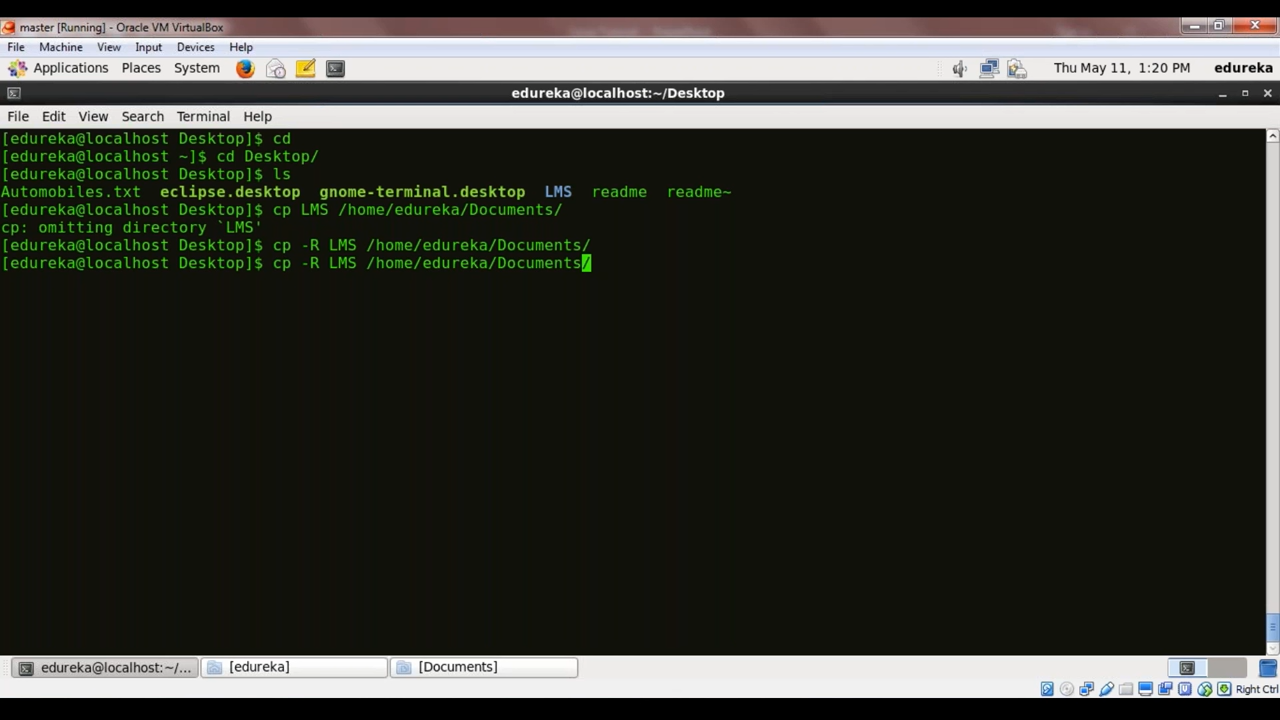 master [Running] - Oracle VM VirtualBox
File Machine View Input Devices Help
Applications Places System Thu May 11, 1:20 PM edureka
edureka@localhost:~/Desktop
File Edit View Search Terminal Help
[edureka@localhost Desktop]$ cd
[edureka@localhost ~]$ cd Desktop/
[edureka@localhost Desktop]$ ls
Automobiles.txt eclipse.desktop gnome-terminal.desktop LMS readme readme~
[edureka@localhost Desktop]$ cp LMS /home/edureka/Documents/
cp: omitting directory `LMS'
[edureka@localhost Desktop]$ cp -R LMS /home/edureka/Documents/
[edureka@localhost Desktop]$ cp -R LMS /home/edureka/Documents/
edureka@localhost:~/... [edureka] [Documents]
Right Ctrl